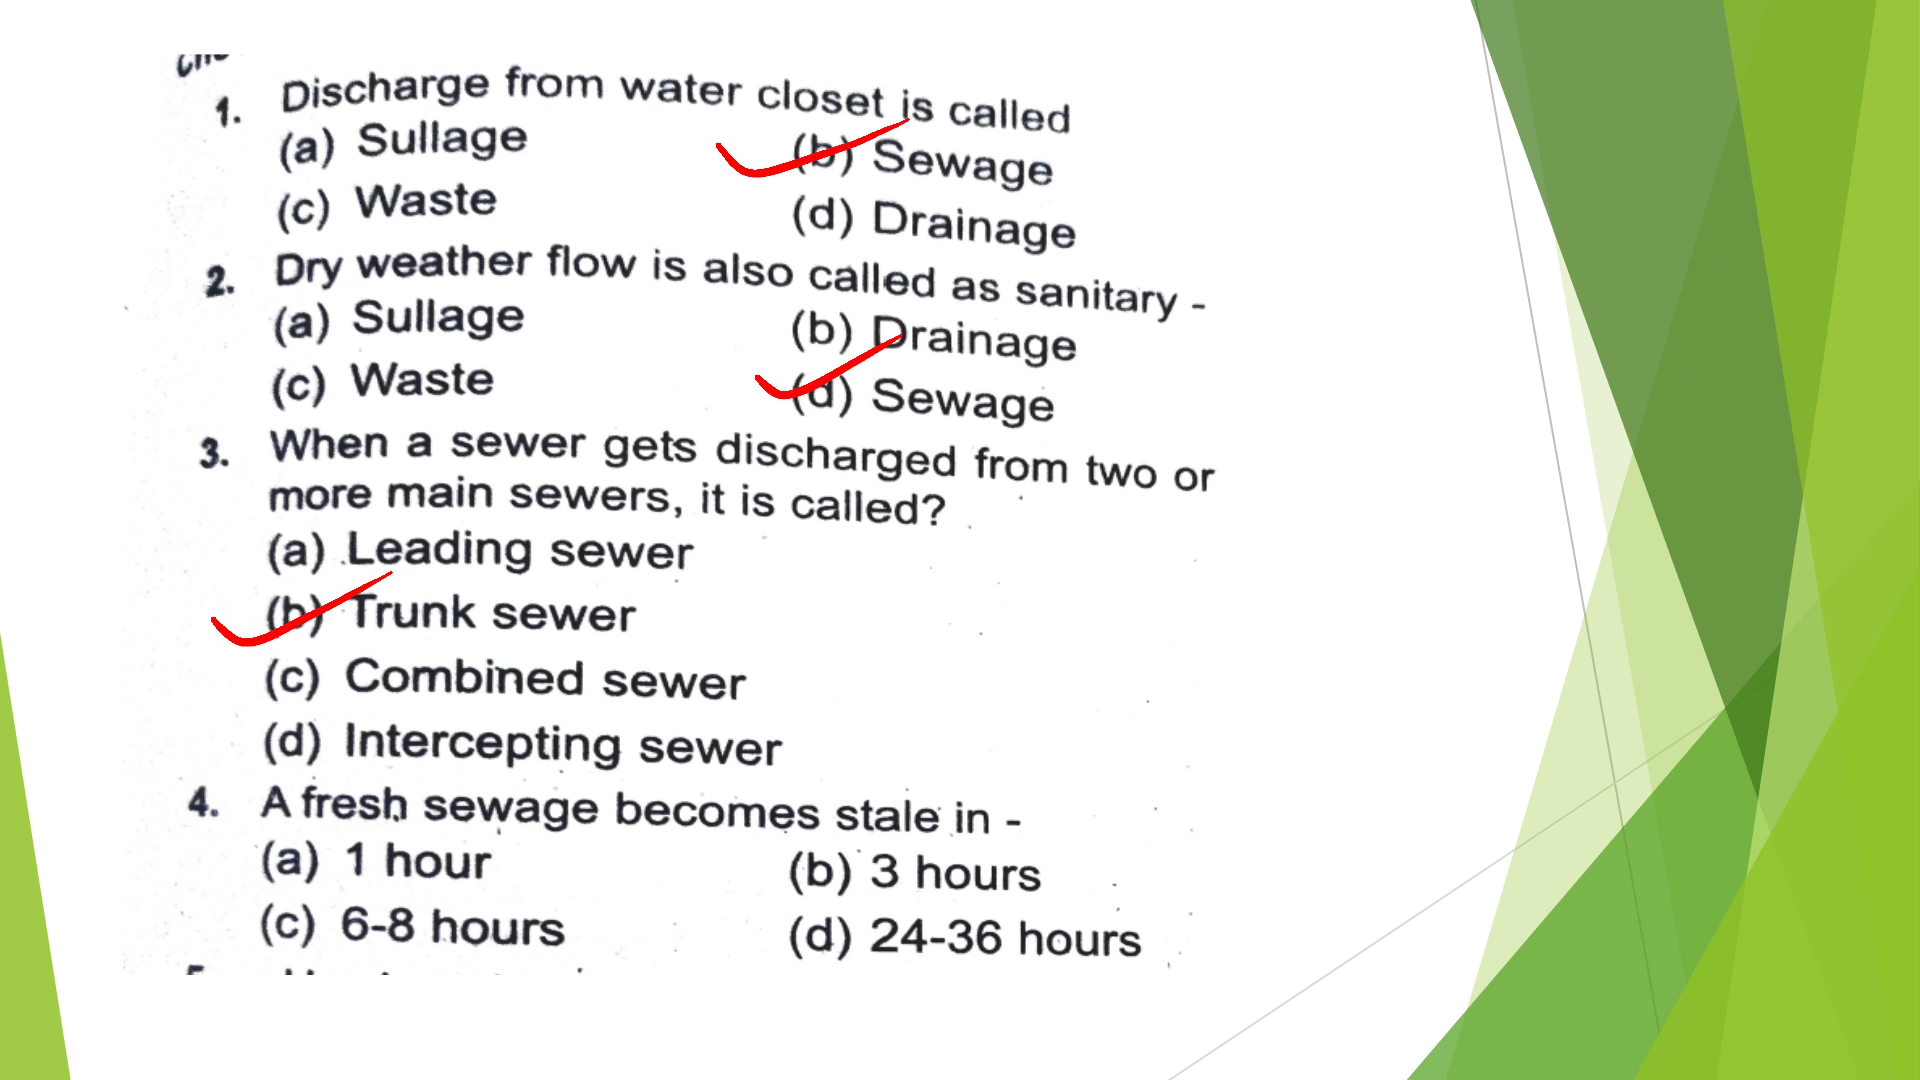 1. Discharge from water closet is called
(a) Sullage (b) Sewage
(c) Waste (d) Drainage
2. Dry weather flow is also called as sanitary -
(a) Sullage (b) Drainage
(c) Waste (d) Sewage
3. When a sewer gets discharged from two or
more main sewers, it is called?
(a) Leading sewer
(b) Trunk sewer
(c) Combined sewer
(d) Intercepting sewer
4. A fresh sewage becomes stale in -
(a) 1 hour (b) 3 hours
(c) 6-8 hours (d) 24-36 hours